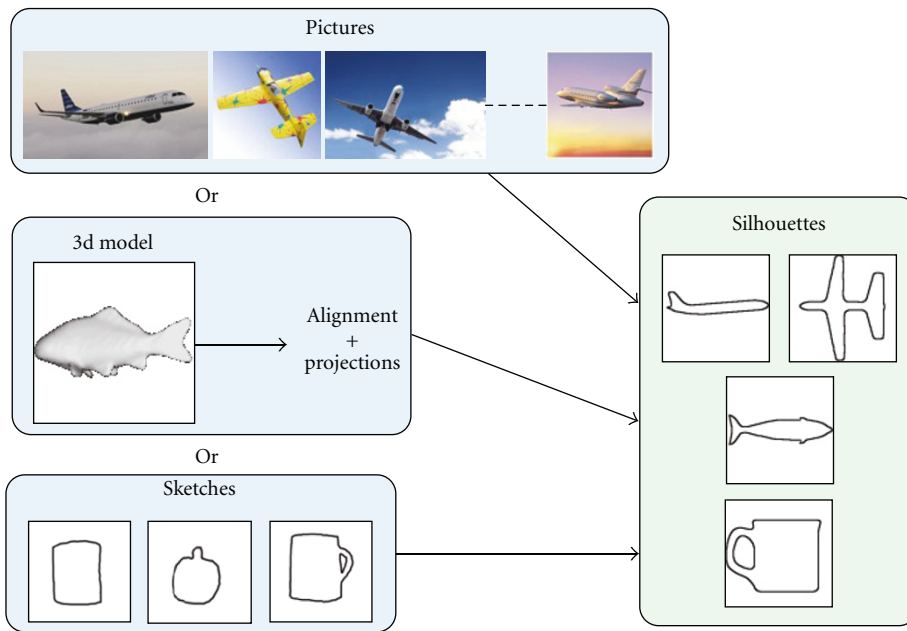 Pictures
Or
3d model
Alignment
+
projections
Or
Sketches
Silhouettes